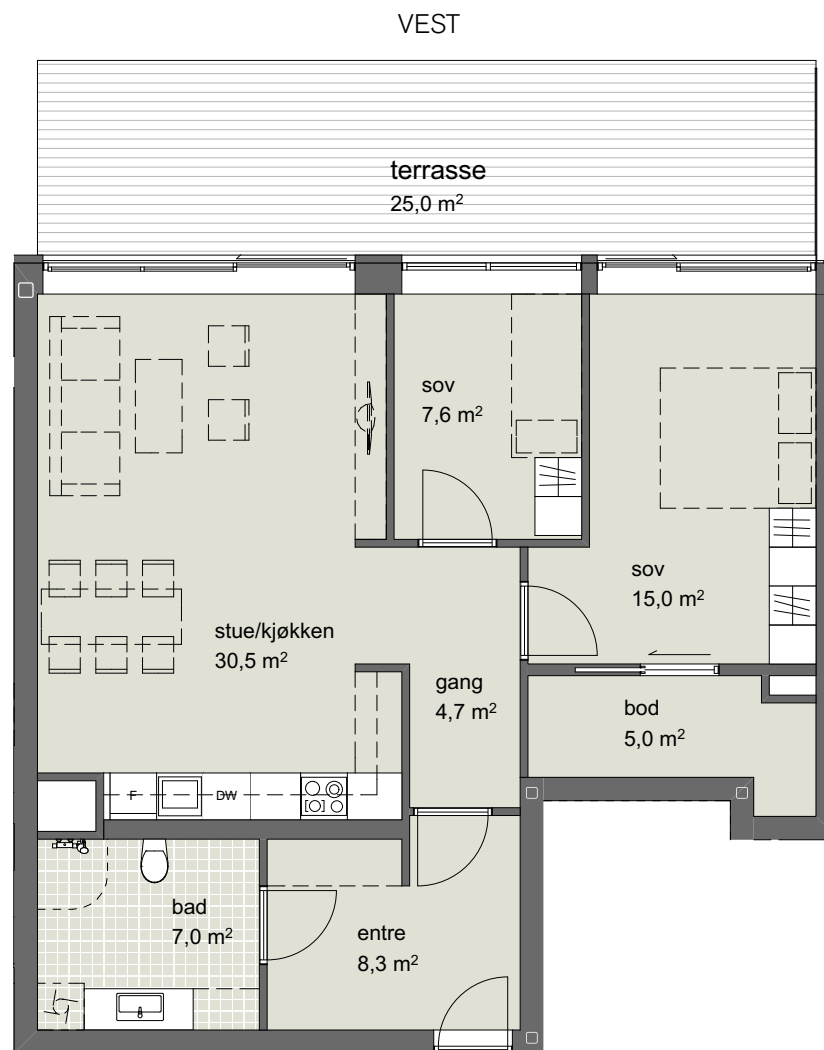 VEST
terrasse
25,0 m²
sov
7,6 m²
sov
15,0 m²
stue/kjøkken
30,5 m²
gang
4,7 m²
bod
5,0 m²
F
DW
bad
7,0 m²
entre
8,3 m²